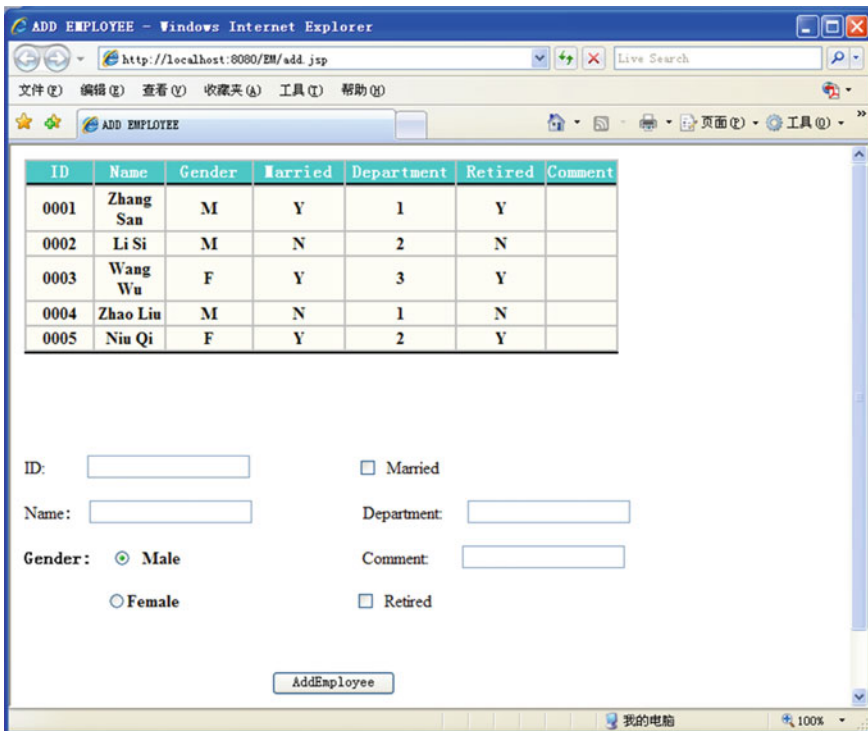 ADD EMPLOYEE - Windows Internet Explorer
http://localhost:8080/EM/add.jsp
Live Search
文件(F) 编辑(E) 查看(V) 收藏夹(A) 工具(T) 帮助(H)
ADD EMPLOYEE
页面(P) 工具(O) »
ID Name Gender Married Department Retired Comment
0001 Zhang San M Y 1 Y
0002 Li Si M N 2 N
0003 Wang Wu F Y 3 Y
0004 Zhao Liu M N 1 N
0005 Niu Qi F Y 2 Y
ID: Married
Name: Department:
Gender: Male Comment:
Female Retired
AddEmployee
我的电脑 100%